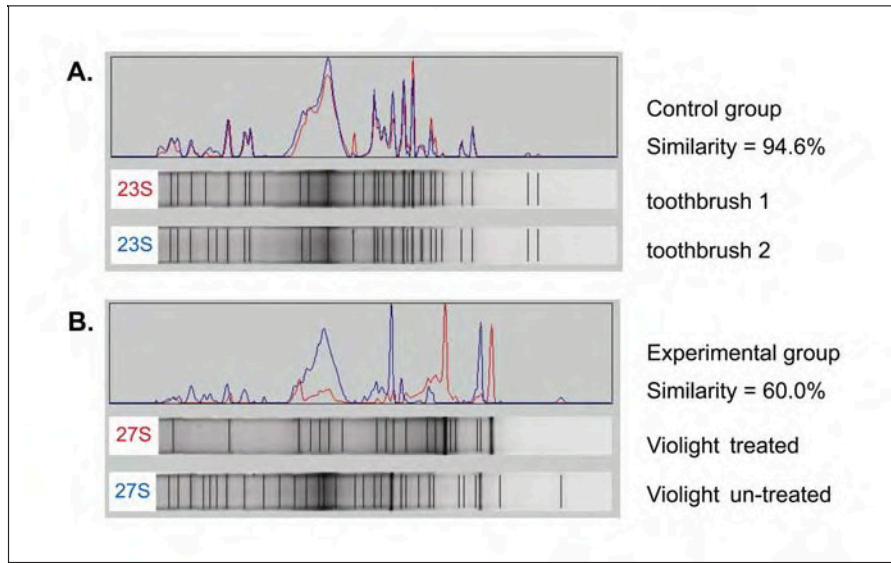 A.
Control group
Similarity = 94.6%
23S
toothbrush 1
23S
toothbrush 2
B.
Experimental group
Similarity = 60.0%
27S
Violight treated
27S
Violight un-treated